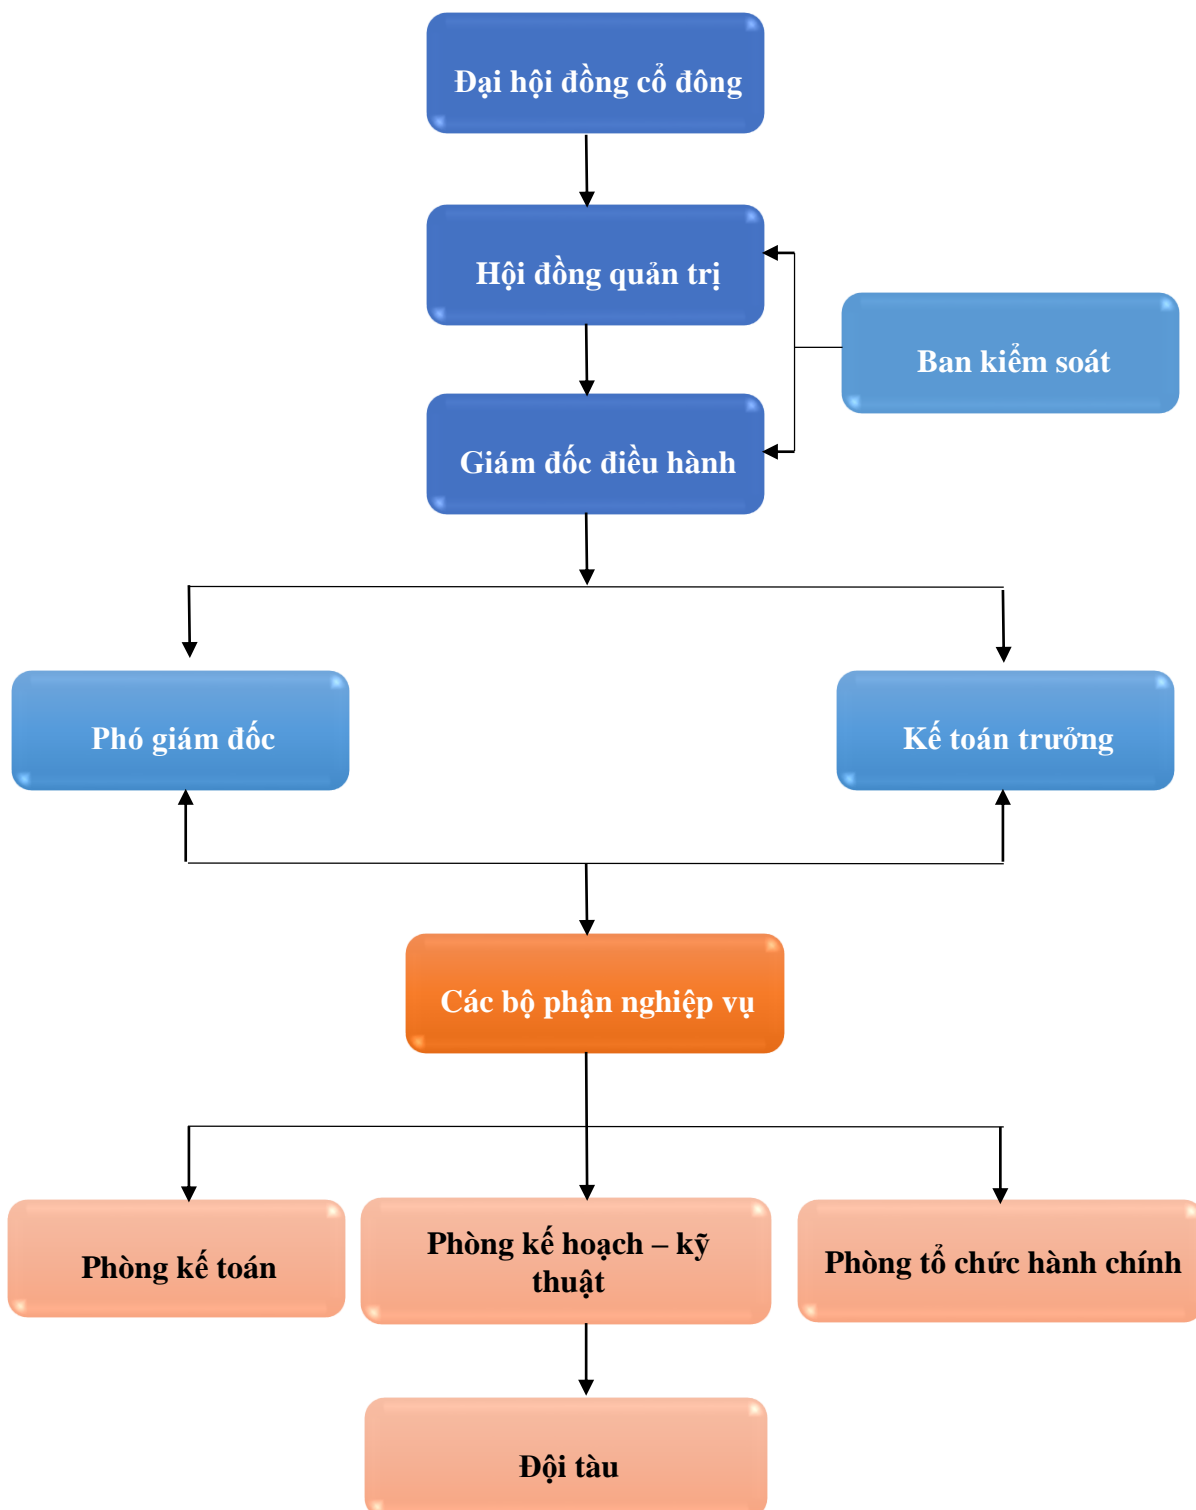 Đại hội đồng cổ đông
Hội đồng quản trị
Ban kiểm soát
Giám đốc điều hành
Phó giám đốc
Kế toán trưởng
Các bộ phận nghiệp vụ
Phòng kế toán
Phòng kế hoạch – kỹ
thuật
Phòng tổ chức hành chính
Đội tàu